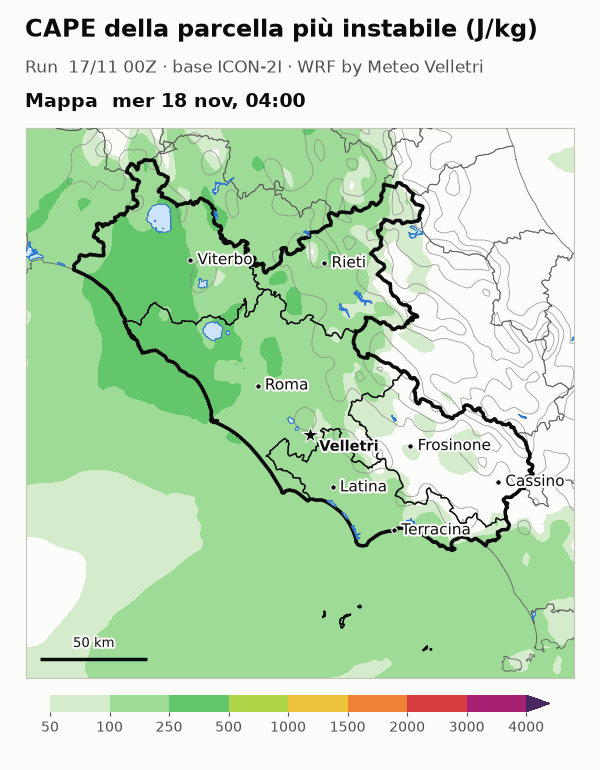 CAPE della parcella più instabile (J/kg)
Run  17/11 00Z · base ICON-2I · WRF by Meteo Velletri
Mappa  mer 18 nov, 04:00
Viterbo
Rieti
Roma
Velletri
Frosinone
Latina
Cassino
Terracina
50 km
50 100 250 500 1000 1500 2000 3000 4000